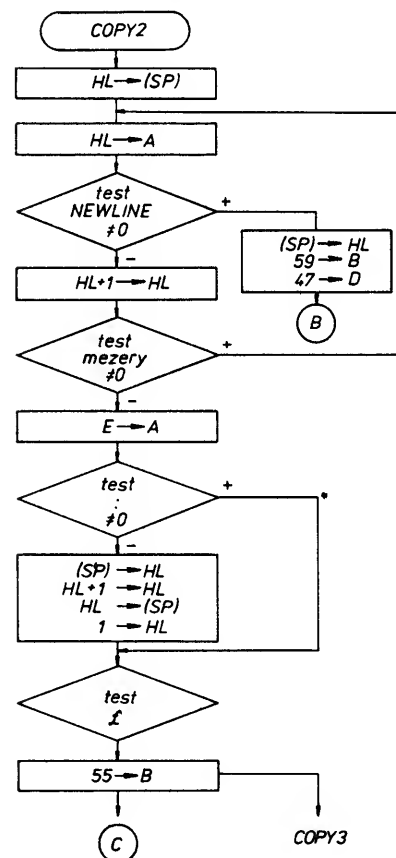 COPY2
HL → (SP)
HL → A
test
NEWLINE
≠0
+
−
(SP) → HL
59 → B
47 → D
B
HL+1 → HL
test
mezery
≠0
+
−
E → A
test
:
≠0
+
*
−
(SP) → HL
HL+1 → HL
HL → (SP)
1 → HL
test
£
55 → B
C
COPY3